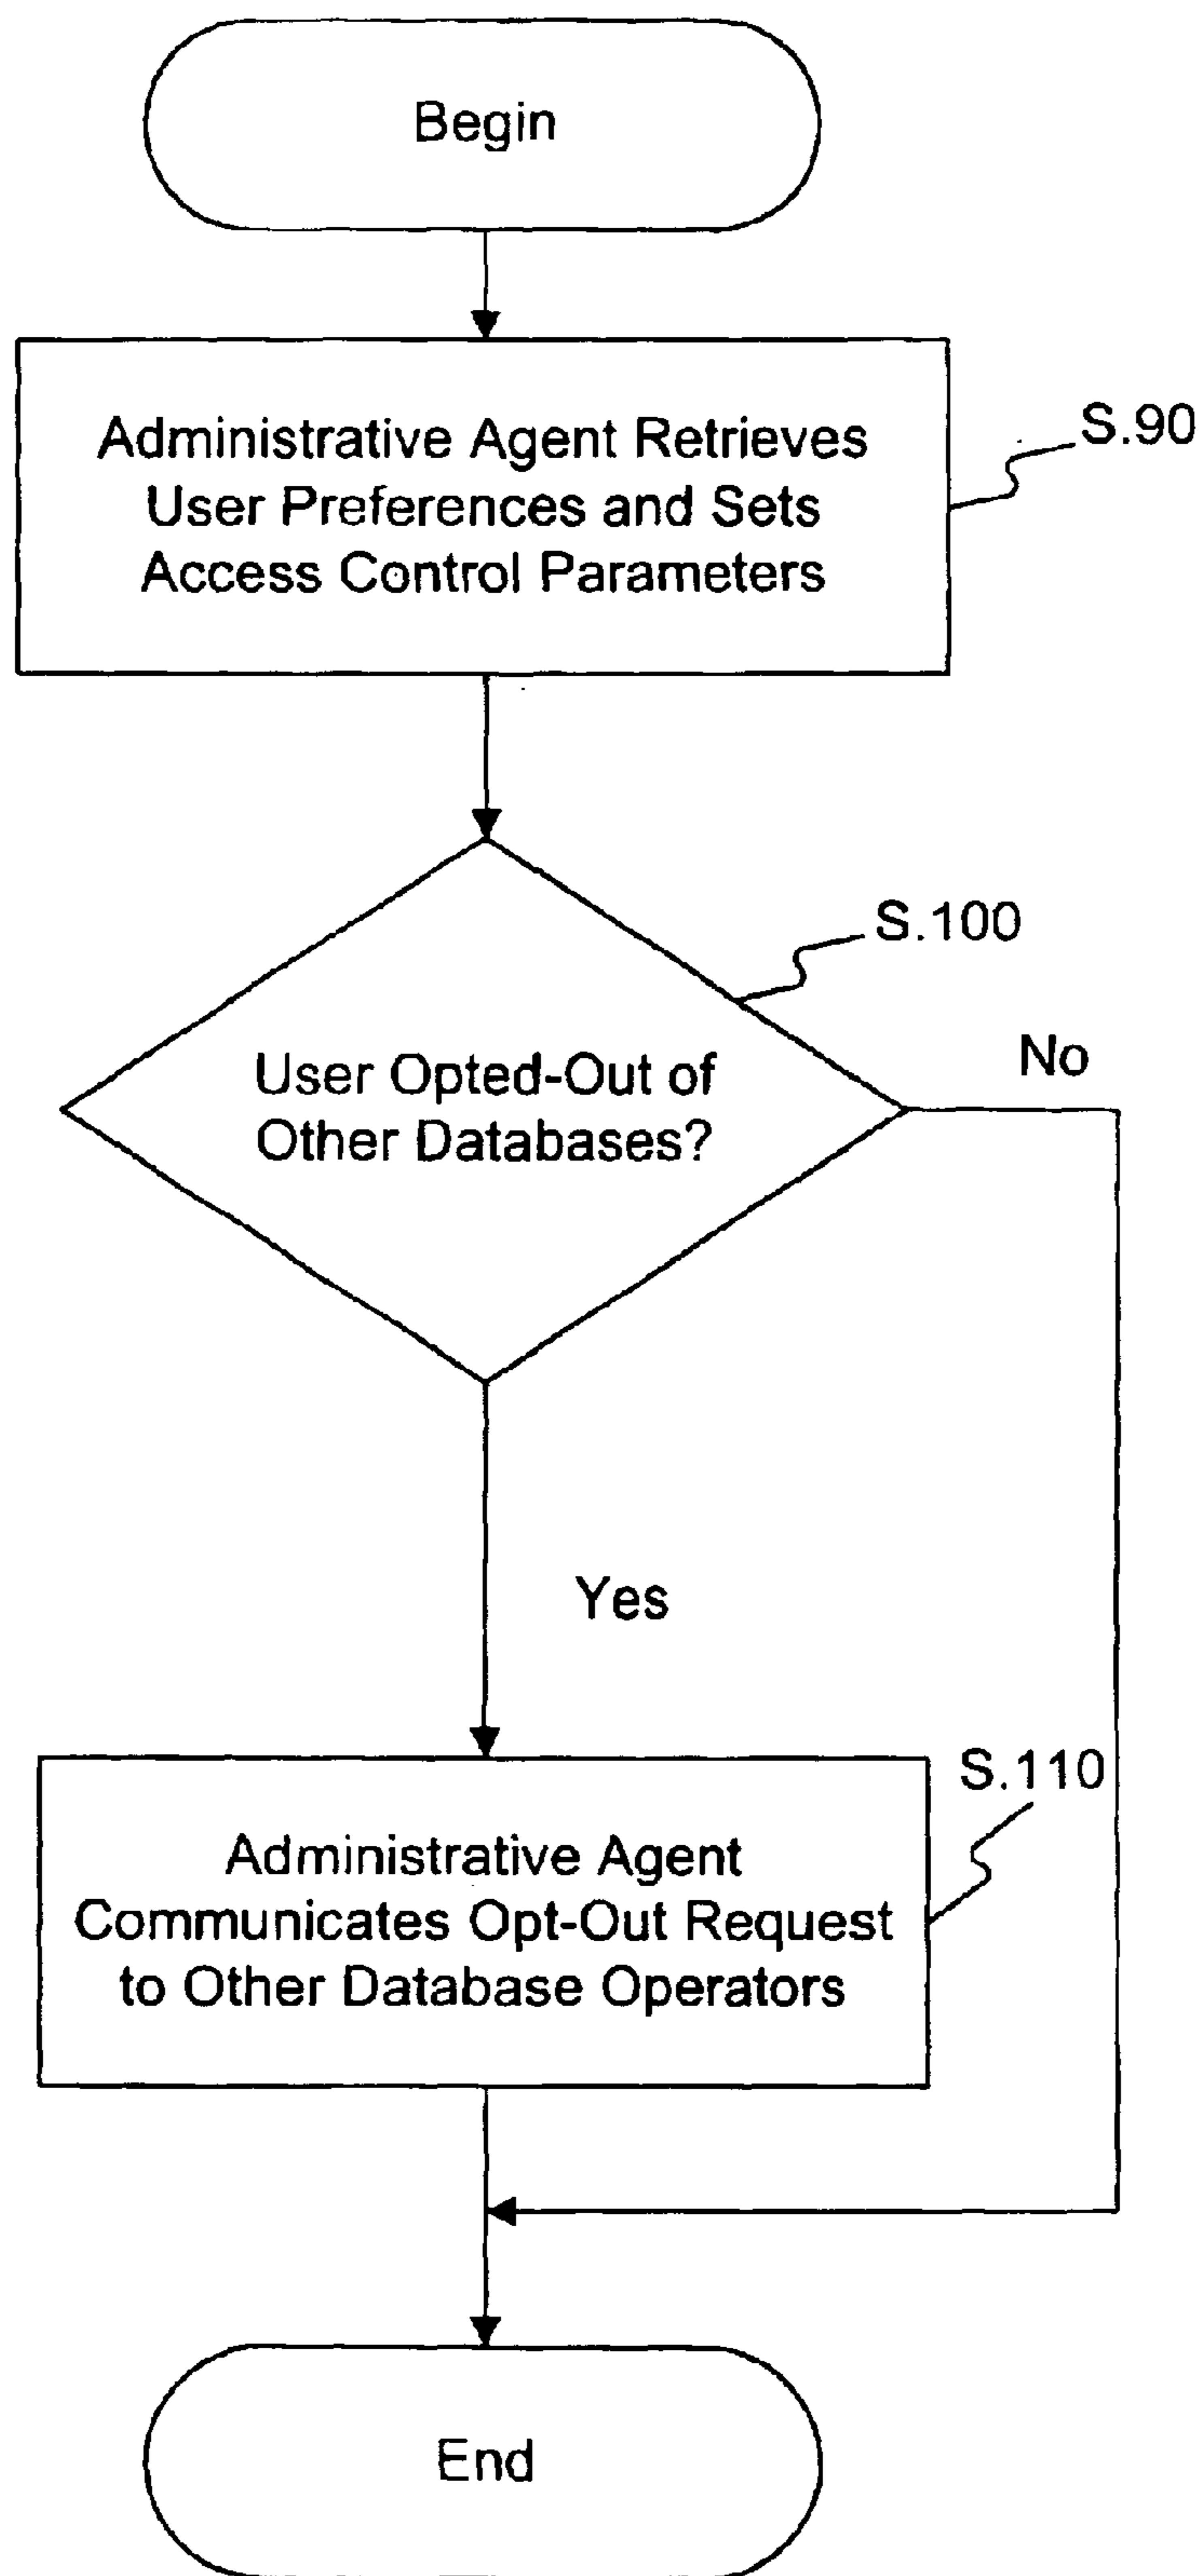 Begin
Administrative Agent Retrieves
User Preferences and Sets
Access Control Parameters
S.90
S.100
User Opted-Out of
Other Databases?
No
Yes
S.110
Administrative Agent
Communicates Opt-Out Request
to Other Database Operators
End